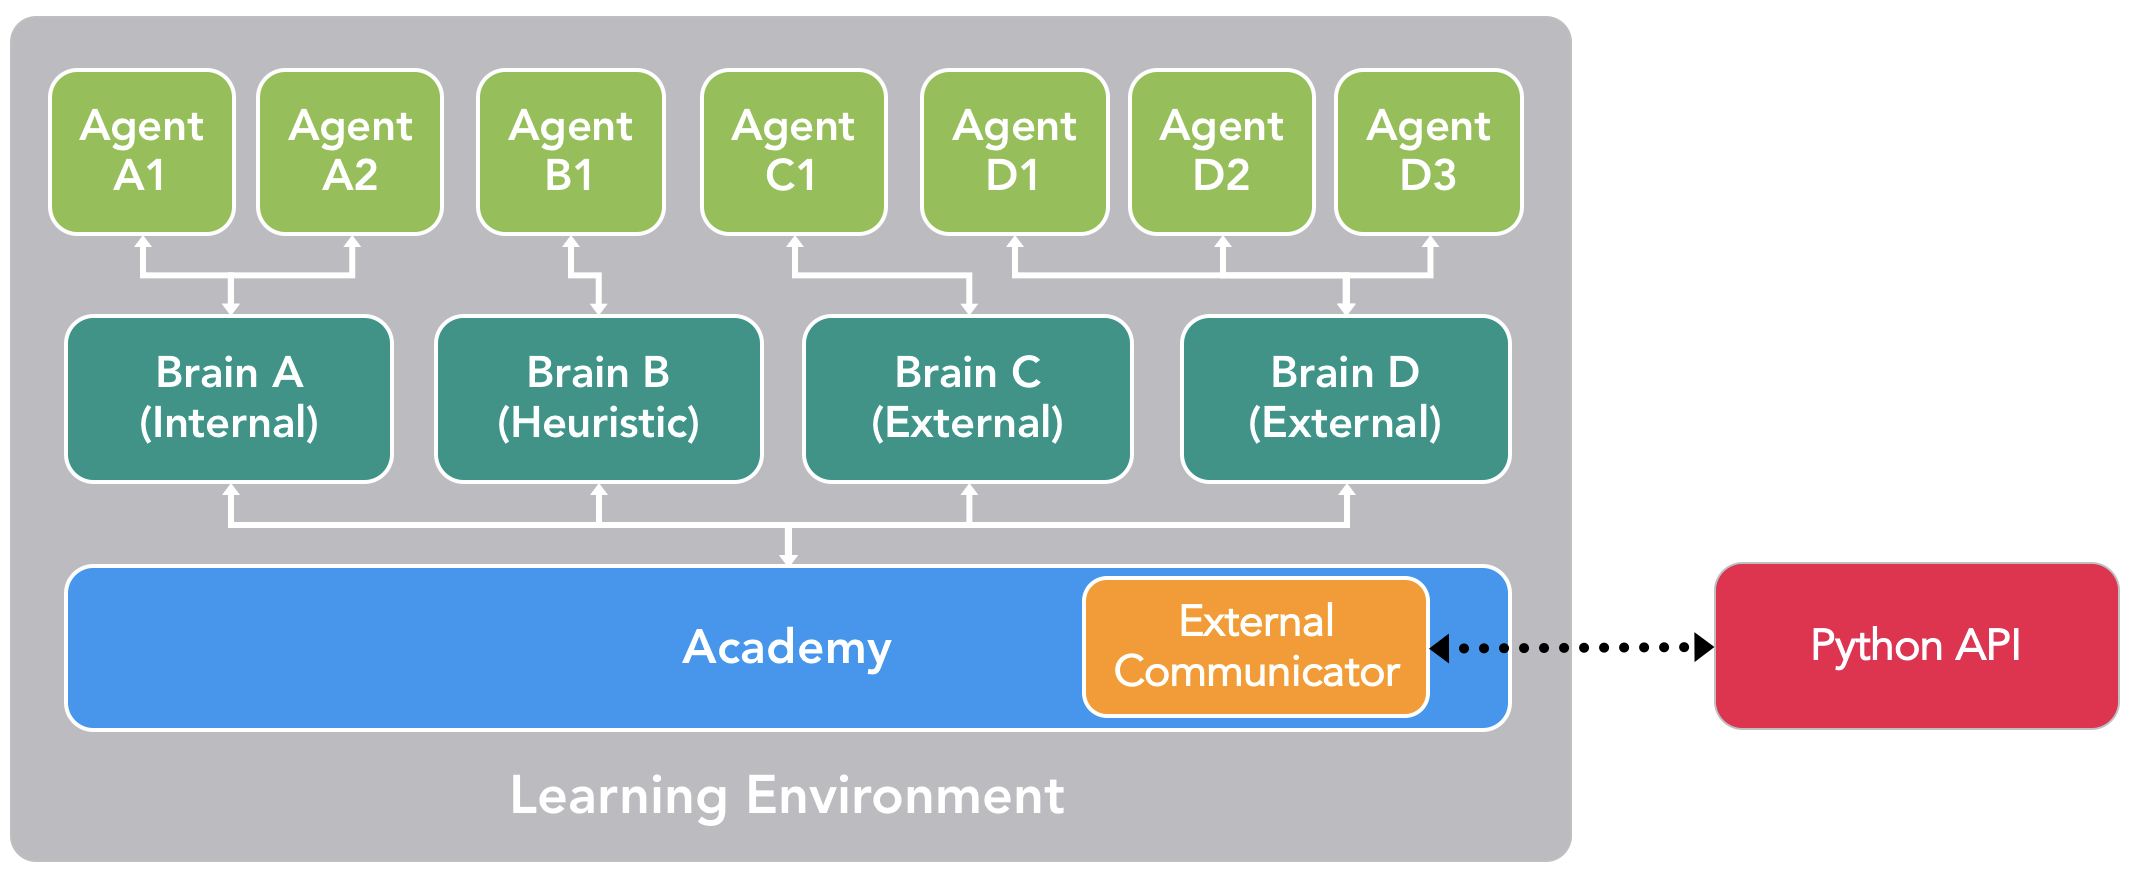 Agent
A1
Agent
A2
Agent
B1
Agent
C1
Agent
D1
Agent
D2
Agent
D3
Brain A
(Internal)
Brain B
(Heuristic)
Brain C
(External)
Brain D
(External)
Academy
External
Communicator
Python API
Learning Environment